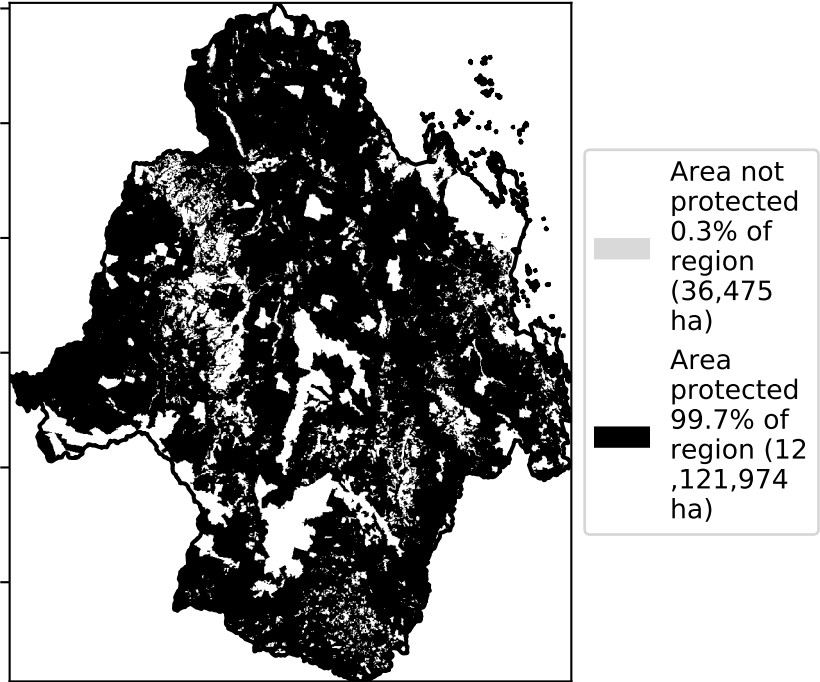 Area not
protected
0.3% of
region
(36,475
ha)
Area
protected
99.7% of
region (12
,121,974
ha)